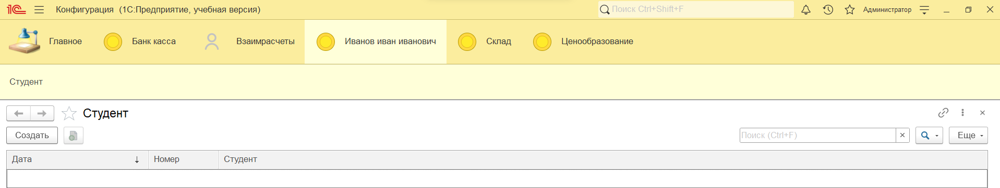 1С Конфигурация (1С:Предприятие, учебная версия) Поиск Ctrl+Shift+F Администратор
Главное Банк касса Взаимрасчеты Иванов иван иванович Склад Ценообразование
Студент
Студент
Создать Поиск (Ctrl+F) × Еще
Дата ↓ Номер Студент